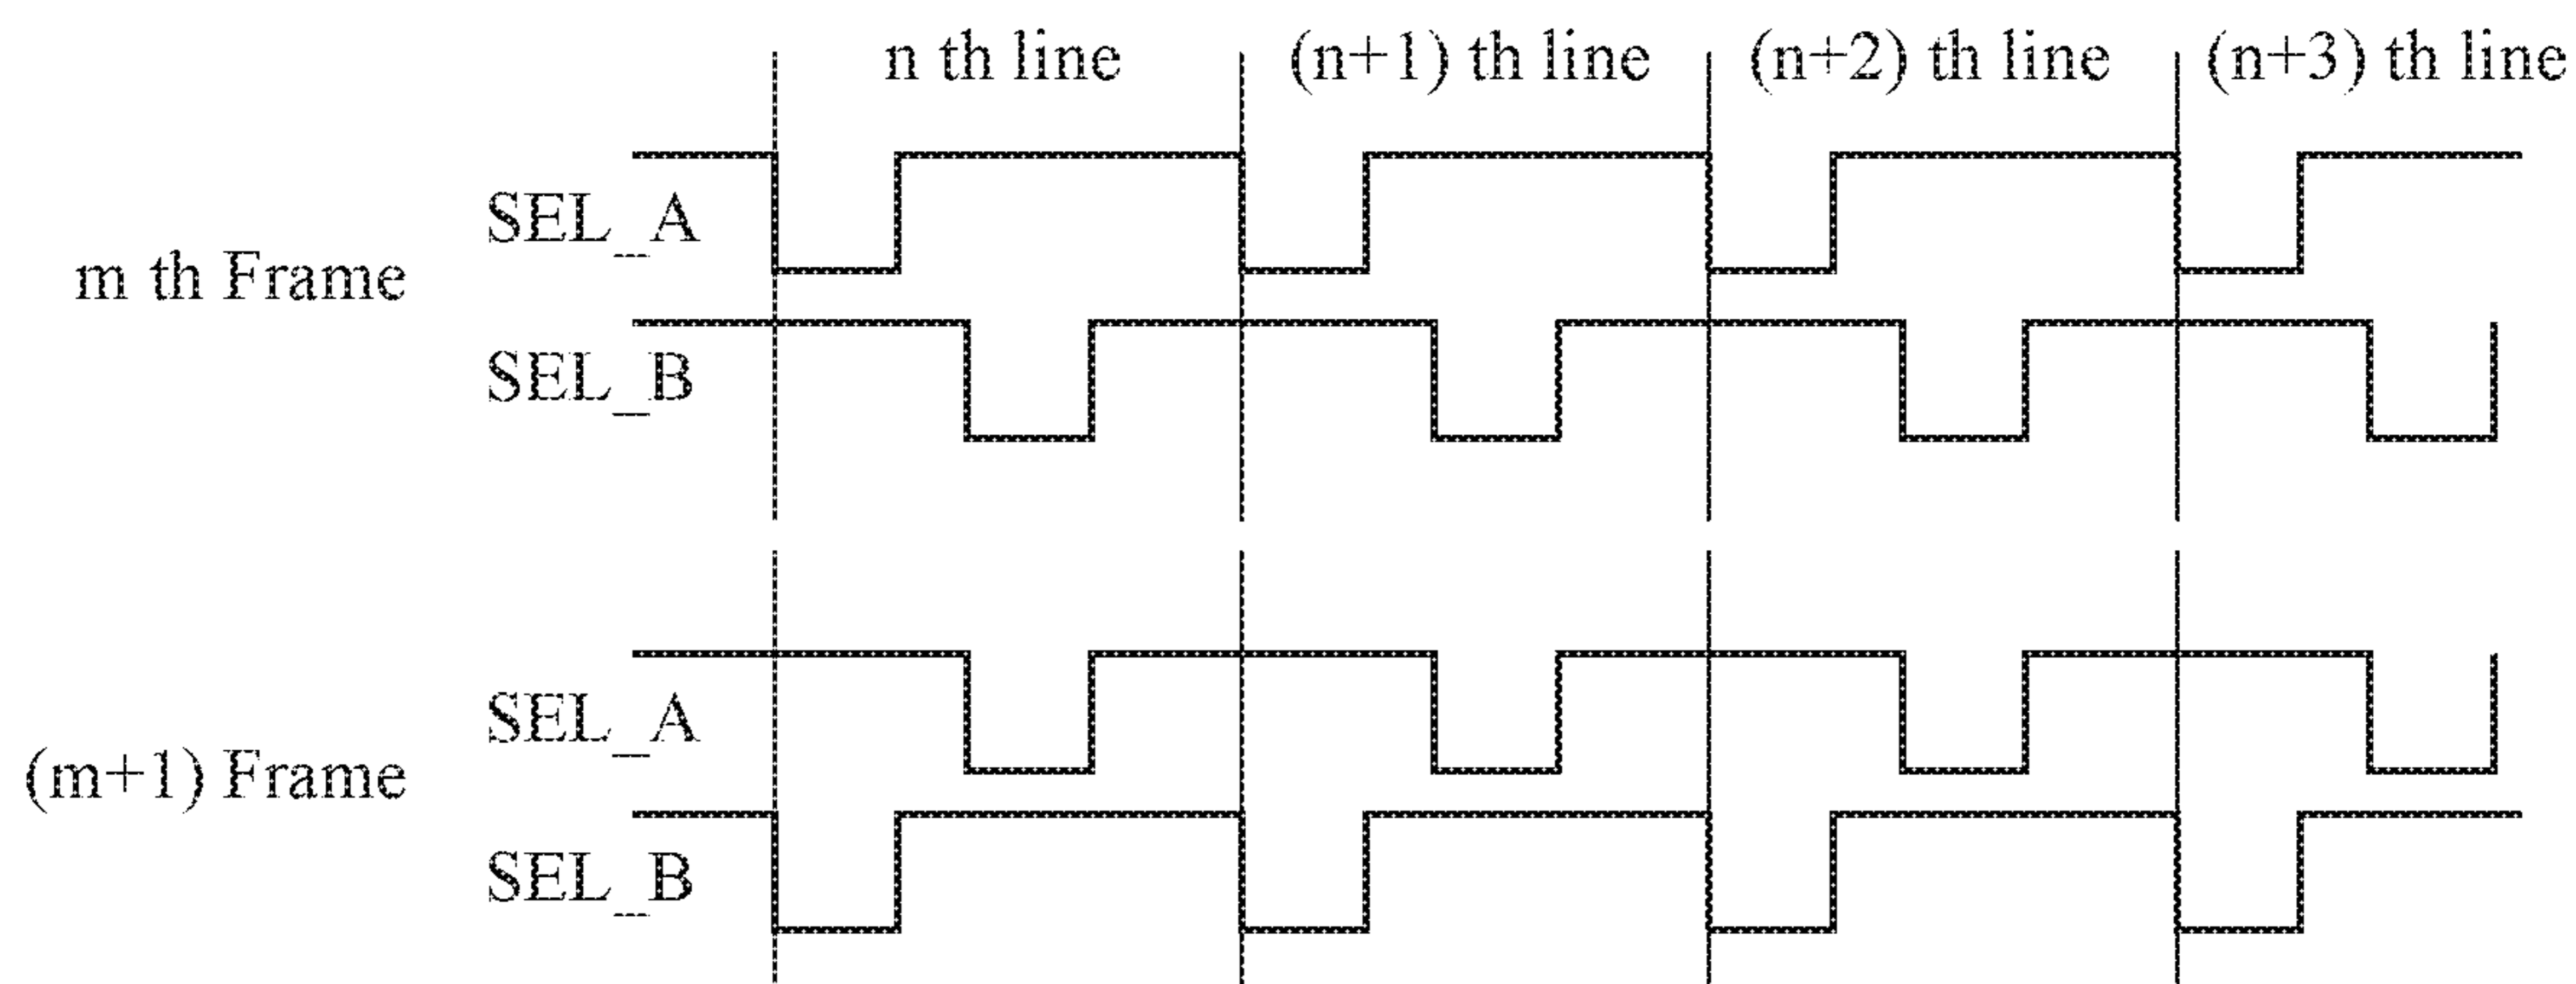 n th line (n+1) th line (n+2) th line (n+3) th line
SEL_A
m th Frame
SEL_B
SEL_A
(m+1) Frame
SEL_B